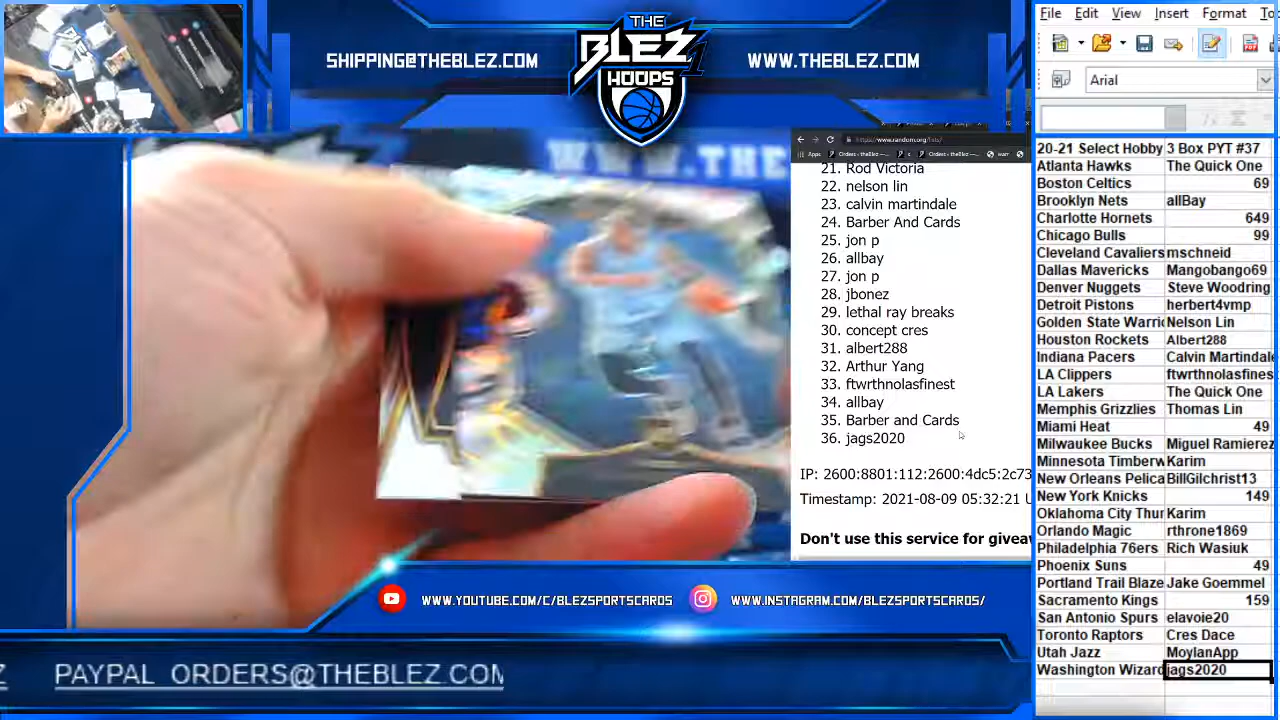 SHIPPING@THEBLEZ.COM
THE
BLEZ
HOOPS
1
WWW.THEBLEZ.COM
WWW.THE
21. Rod Victoria
22. nelson lin
23. calvin martindale
24. Barber And Cards
25. jon p
26. allbay
27. jon p
28. jbonez
29. lethal ray breaks
30. concept cres
31. albert288
32. Arthur Yang
33. ftwrthnolasfinest
34. allbay
35. Barber and Cards
36. jags2020
IP: 2600:8801:112:2600:4dc5:2c73
Timestamp: 2021-08-09 05:32:21 U
Don't use this service for giveaw
File Edit View Insert Format To
Arial
20-21 Select Hobby 3 Box PYT #37
Atlanta Hawks The Quick One
Boston Celtics 69
Brooklyn Nets allBay
Charlotte Hornets 649
Chicago Bulls 99
Cleveland Cavaliers mschneid
Dallas Mavericks Mangobango69
Denver Nuggets Steve Woodring
Detroit Pistons herbert4vmp
Golden State Warric Nelson Lin
Houston Rockets Albert288
Indiana Pacers Calvin Martindale
LA Clippers ftwrthnolasfines
LA Lakers The Quick One
Memphis Grizzlies Thomas Lin
Miami Heat 49
Milwaukee Bucks Miguel Ramierez
Minnesota Timberw Karim
New Orleans Pelica BillGilchrist13
New York Knicks 149
Oklahoma City Thun Karim
Orlando Magic rthrone1869
Philadelphia 76ers Rich Wasiuk
Phoenix Suns 49
Portland Trail Blaze Jake Goemmel
Sacramento Kings 159
San Antonio Spurs elavoie20
Toronto Raptors Cres Dace
Utah Jazz MoylanApp
Washington Wizard jags2020
WWW.YOUTUBE.COM/C/BLEZSPORTSCARDS
WWW.INSTAGRAM.COM/BLEZSPORTSCARDS/
Z PAYPAL ORDERS@THEBLEZ.COM